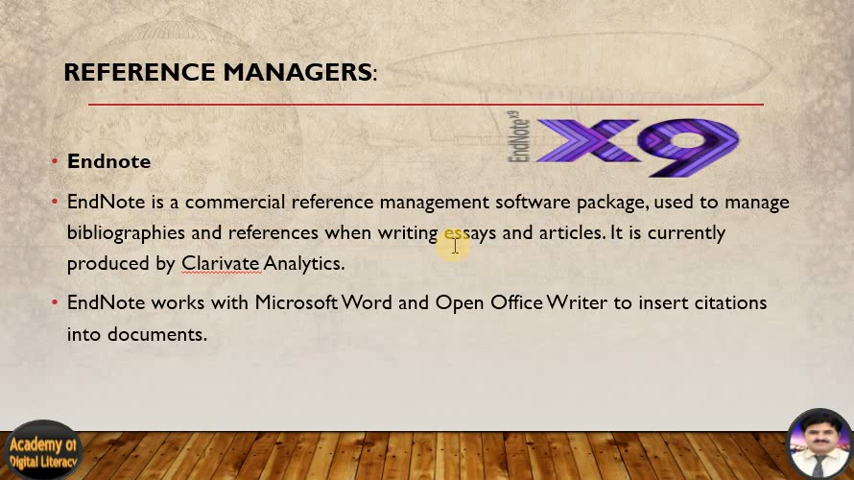 REFERENCE MANAGERS:
EndNote X9
X9
• Endnote
• EndNote is a commercial reference management software package, used to manage
bibliographies and references when writing essays and articles. It is currently
produced by Clarivate Analytics.
• EndNote works with Microsoft Word and Open Office Writer to insert citations
into documents.
Academy of
Digital Literacy